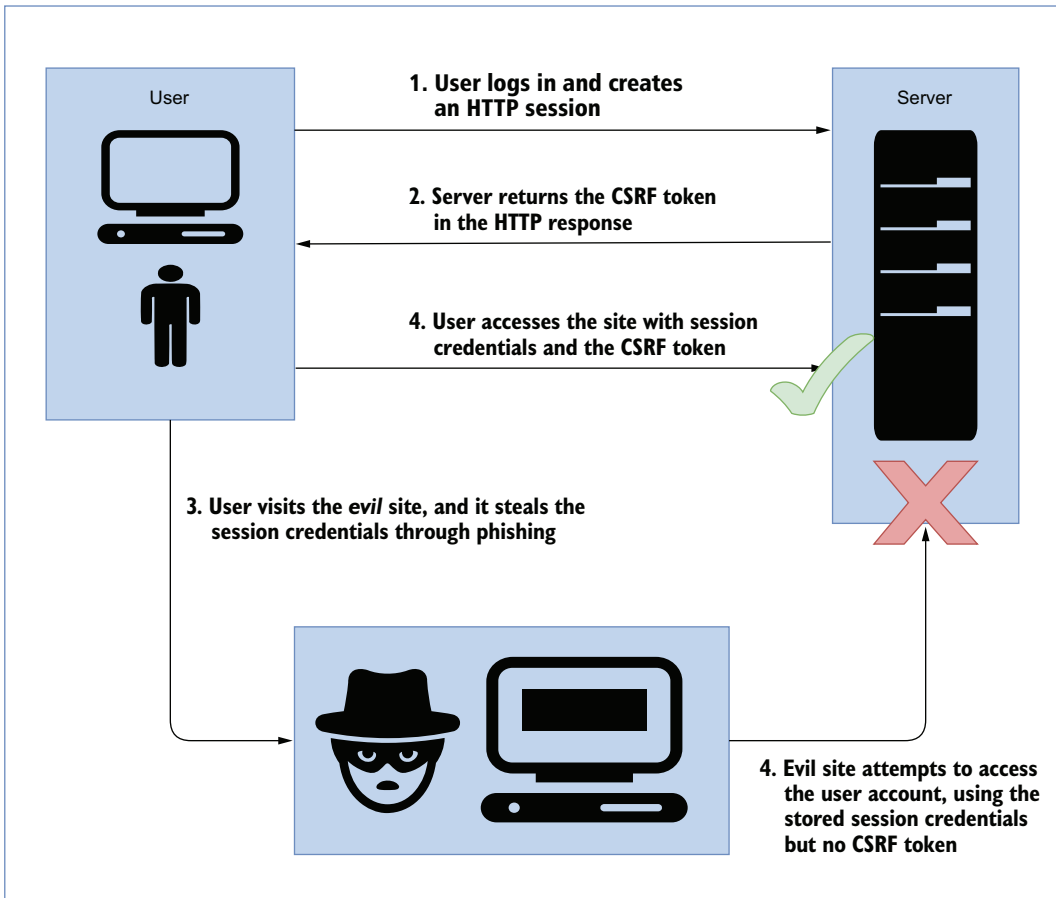 User
Server
1. User logs in and creates
an HTTP session
2. Server returns the CSRF token
in the HTTP response
4. User accesses the site with session
credentials and the CSRF token
3. User visits the evil site, and it steals the
session credentials through phishing
4. Evil site attempts to access
the user account, using the
stored session credentials
but no CSRF token